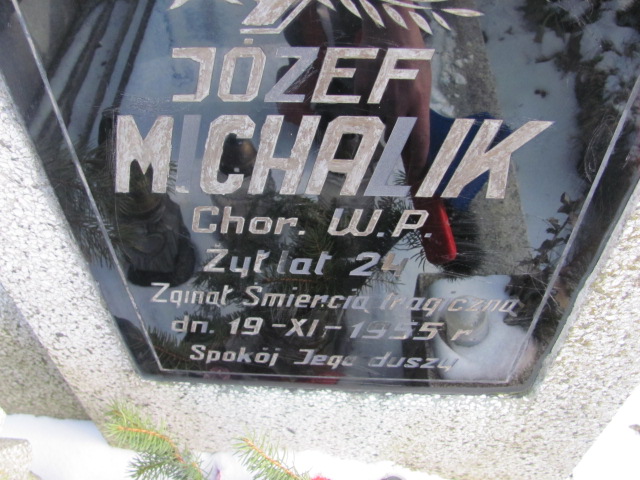 JÓZEF
MICHALIK
Chor. W.P.
Żył lat 24
Zginął Śmiercią tragiczną
dn. 19-XI-1955 r
Spokój Jego duszy